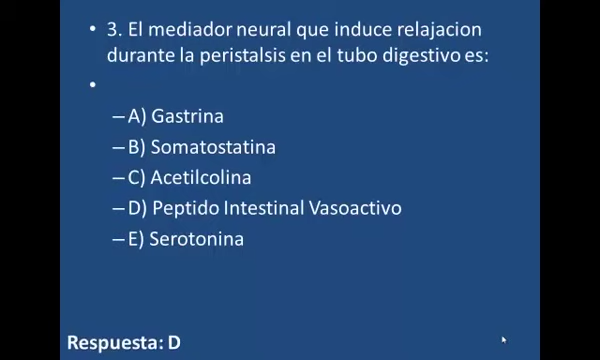 • 3. El mediador neural que induce relajacion
durante la peristalsis en el tubo digestivo es:
•
–A) Gastrina
–B) Somatostatina
–C) Acetilcolina
–D) Peptido Intestinal Vasoactivo
–E) Serotonina
Respuesta: D